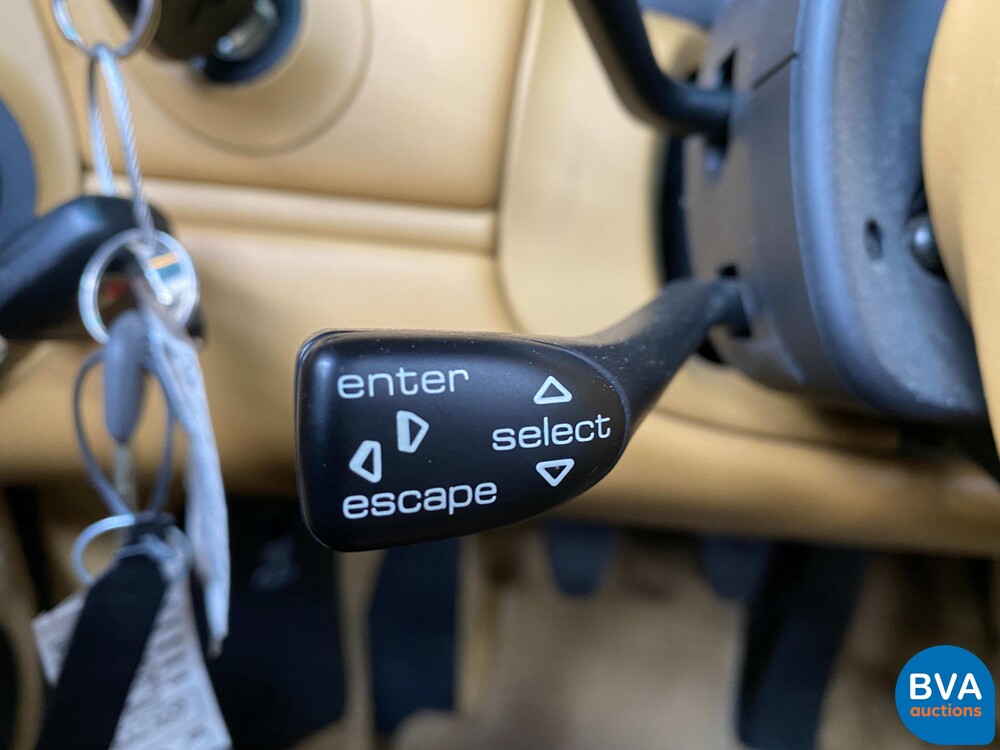 enter
select
escape
BVA
auctions